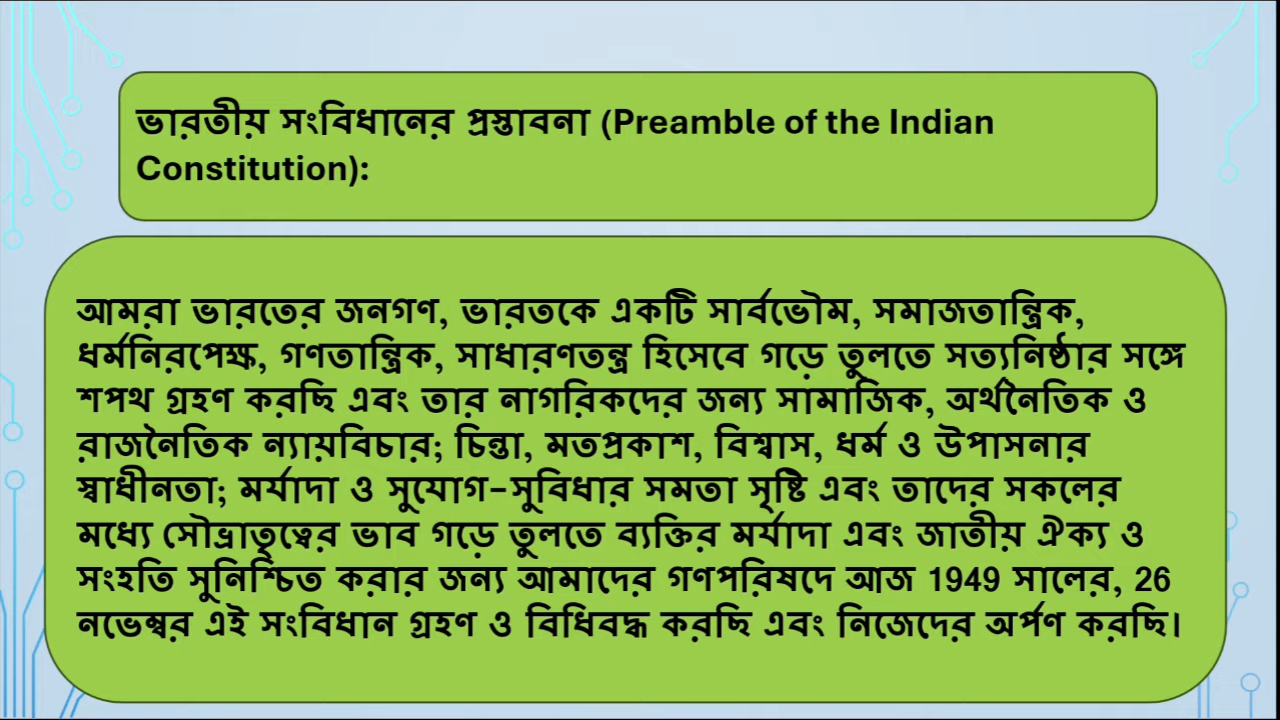 ভারতীয় সংবিধানের প্রস্তাবনা (Preamble of the Indian
Constitution):
আমরা ভারতের জনগণ, ভারতকে একটি সার্বভৌম, সমাজতান্ত্রিক,
ধর্মনিরপেক্ষ, গণতান্ত্রিক, সাধারণতন্ত্র হিসেবে গড়ে তুলতে সত্যনিষ্ঠার সঙ্গে
শপথ গ্রহণ করছি এবং তার নাগরিকদের জন্য সামাজিক, অর্থনৈতিক ও
রাজনৈতিক ন্যায়বিচার; চিন্তা, মতপ্রকাশ, বিশ্বাস, ধর্ম ও উপাসনার
স্বাধীনতা; মর্যাদা ও সুযোগ-সুবিধার সমতা সৃষ্টি এবং তাদের সকলের
মধ্যে সৌভ্রাতৃত্বের ভাব গড়ে তুলতে ব্যক্তির মর্যাদা এবং জাতীয় ঐক্য ও
সংহতি সুনিশ্চিত করার জন্য আমাদের গণপরিষদে আজ 1949 সালের, 26
নভেম্বর এই সংবিধান গ্রহণ ও বিধিবদ্ধ করছি এবং নিজেদের অর্পণ করছি।